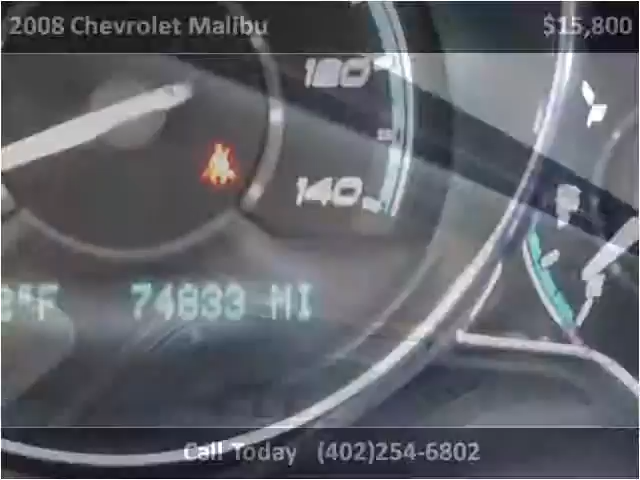 2008 Chevrolet Malibu $15,800
120
140
°F 74833 MI
Call Today (402)254-6802